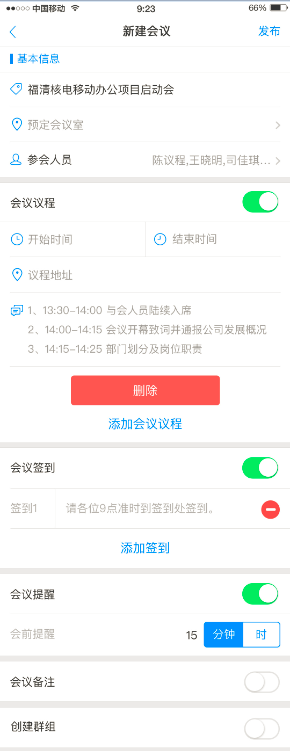 中国移动 9:23 66%
新建会议 发布
基本信息
福清核电移动办公项目启动会
预定会议室
参会人员 陈议程,王晓明,司佳琪...
会议议程
开始时间 结束时间
议程地址
1、13:30-14:00 与会人员陆续入席
2、14:00-14:15 会议开幕致词并通报公司发展概况
3、14:15-14:25 部门划分及岗位职责
删除
添加会议议程
会议签到
签到1 请各位9点准时到签到处签到。
添加签到
会议提醒
会前提醒 15 分钟 时
会议备注
创建群组